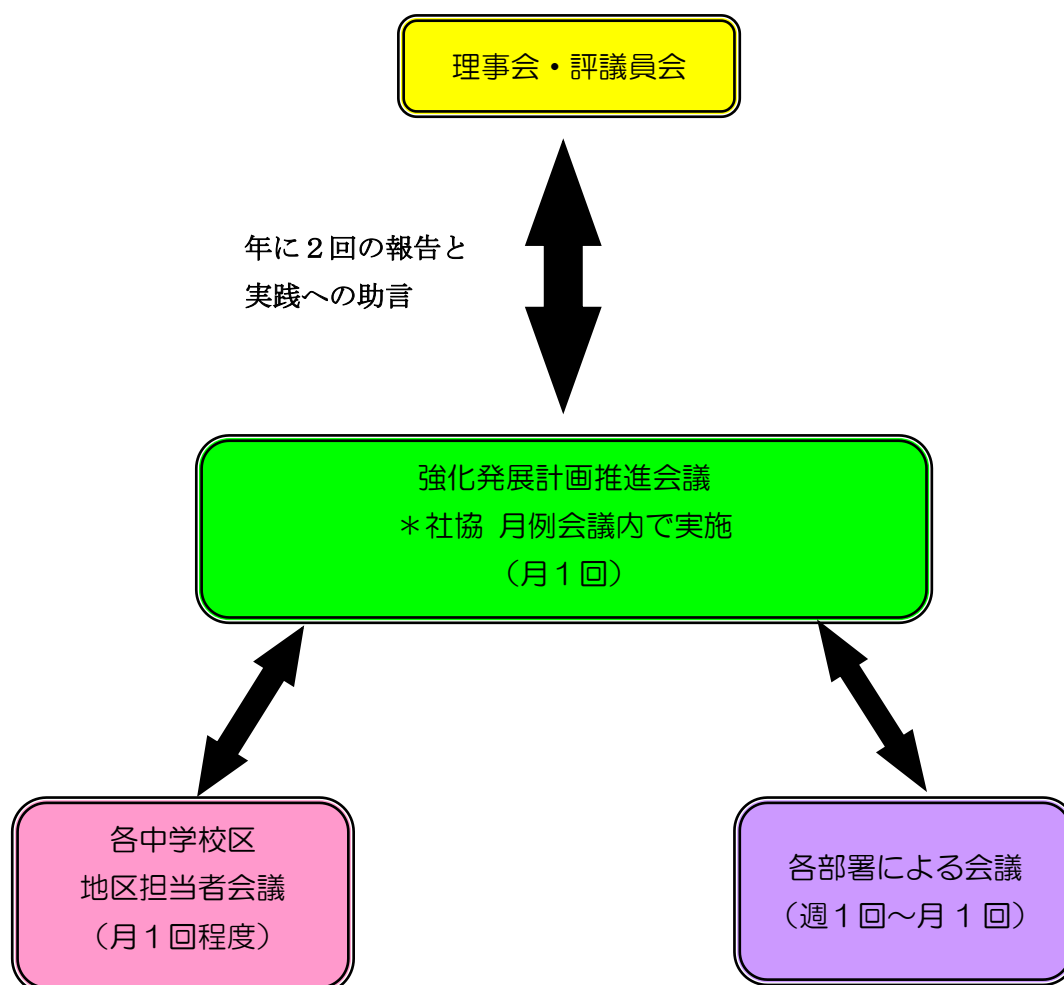 理事会・評議員会
年に２回の報告と
実践への助言
強化発展計画推進会議
＊社協 月例会議内で実施
（月１回）
各中学校区
地区担当者会議
（月１回程度）
各部署による会議
（週１回～月１回）